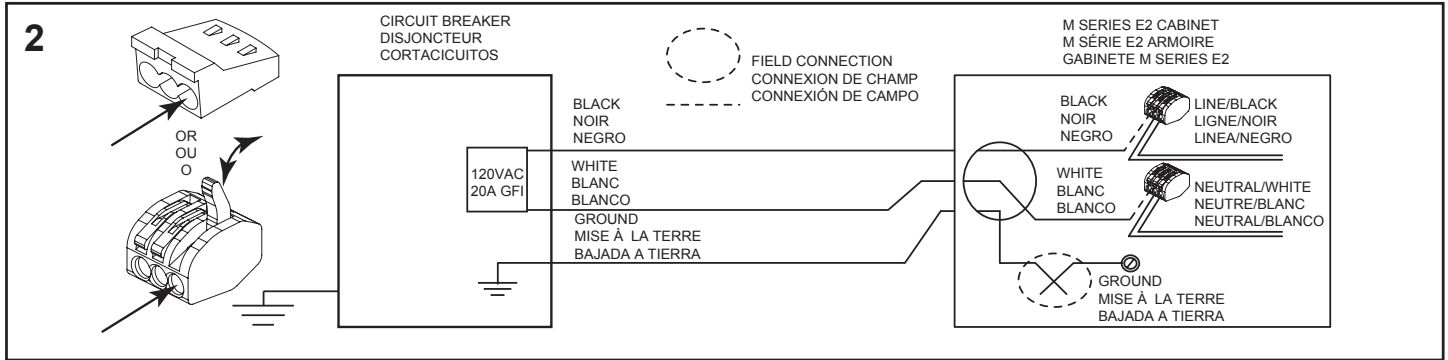 2
OR
OU
O
CIRCUIT BREAKER
DISJONCTEUR
CORTACICUITOS
120VAC
20A GFI
BLACK
NOIR
NEGRO
WHITE
BLANC
BLANCO
GROUND
MISE À LA TERRE
BAJADA A TIERRA
FIELD CONNECTION
CONNEXION DE CHAMP
CONNEXIÓN DE CAMPO
M SERIES E2 CABINET
M SÉRIE E2 ARMOIRE
GABINETE M SERIES E2
BLACK
NOIR
NEGRO
LINE/BLACK
LIGNE/NOIR
LINEA/NEGRO
WHITE
BLANC
BLANCO
NEUTRAL/WHITE
NEUTRE/BLANC
NEUTRAL/BLANCO
GROUND
MISE À LA TERRE
BAJADA A TIERRA